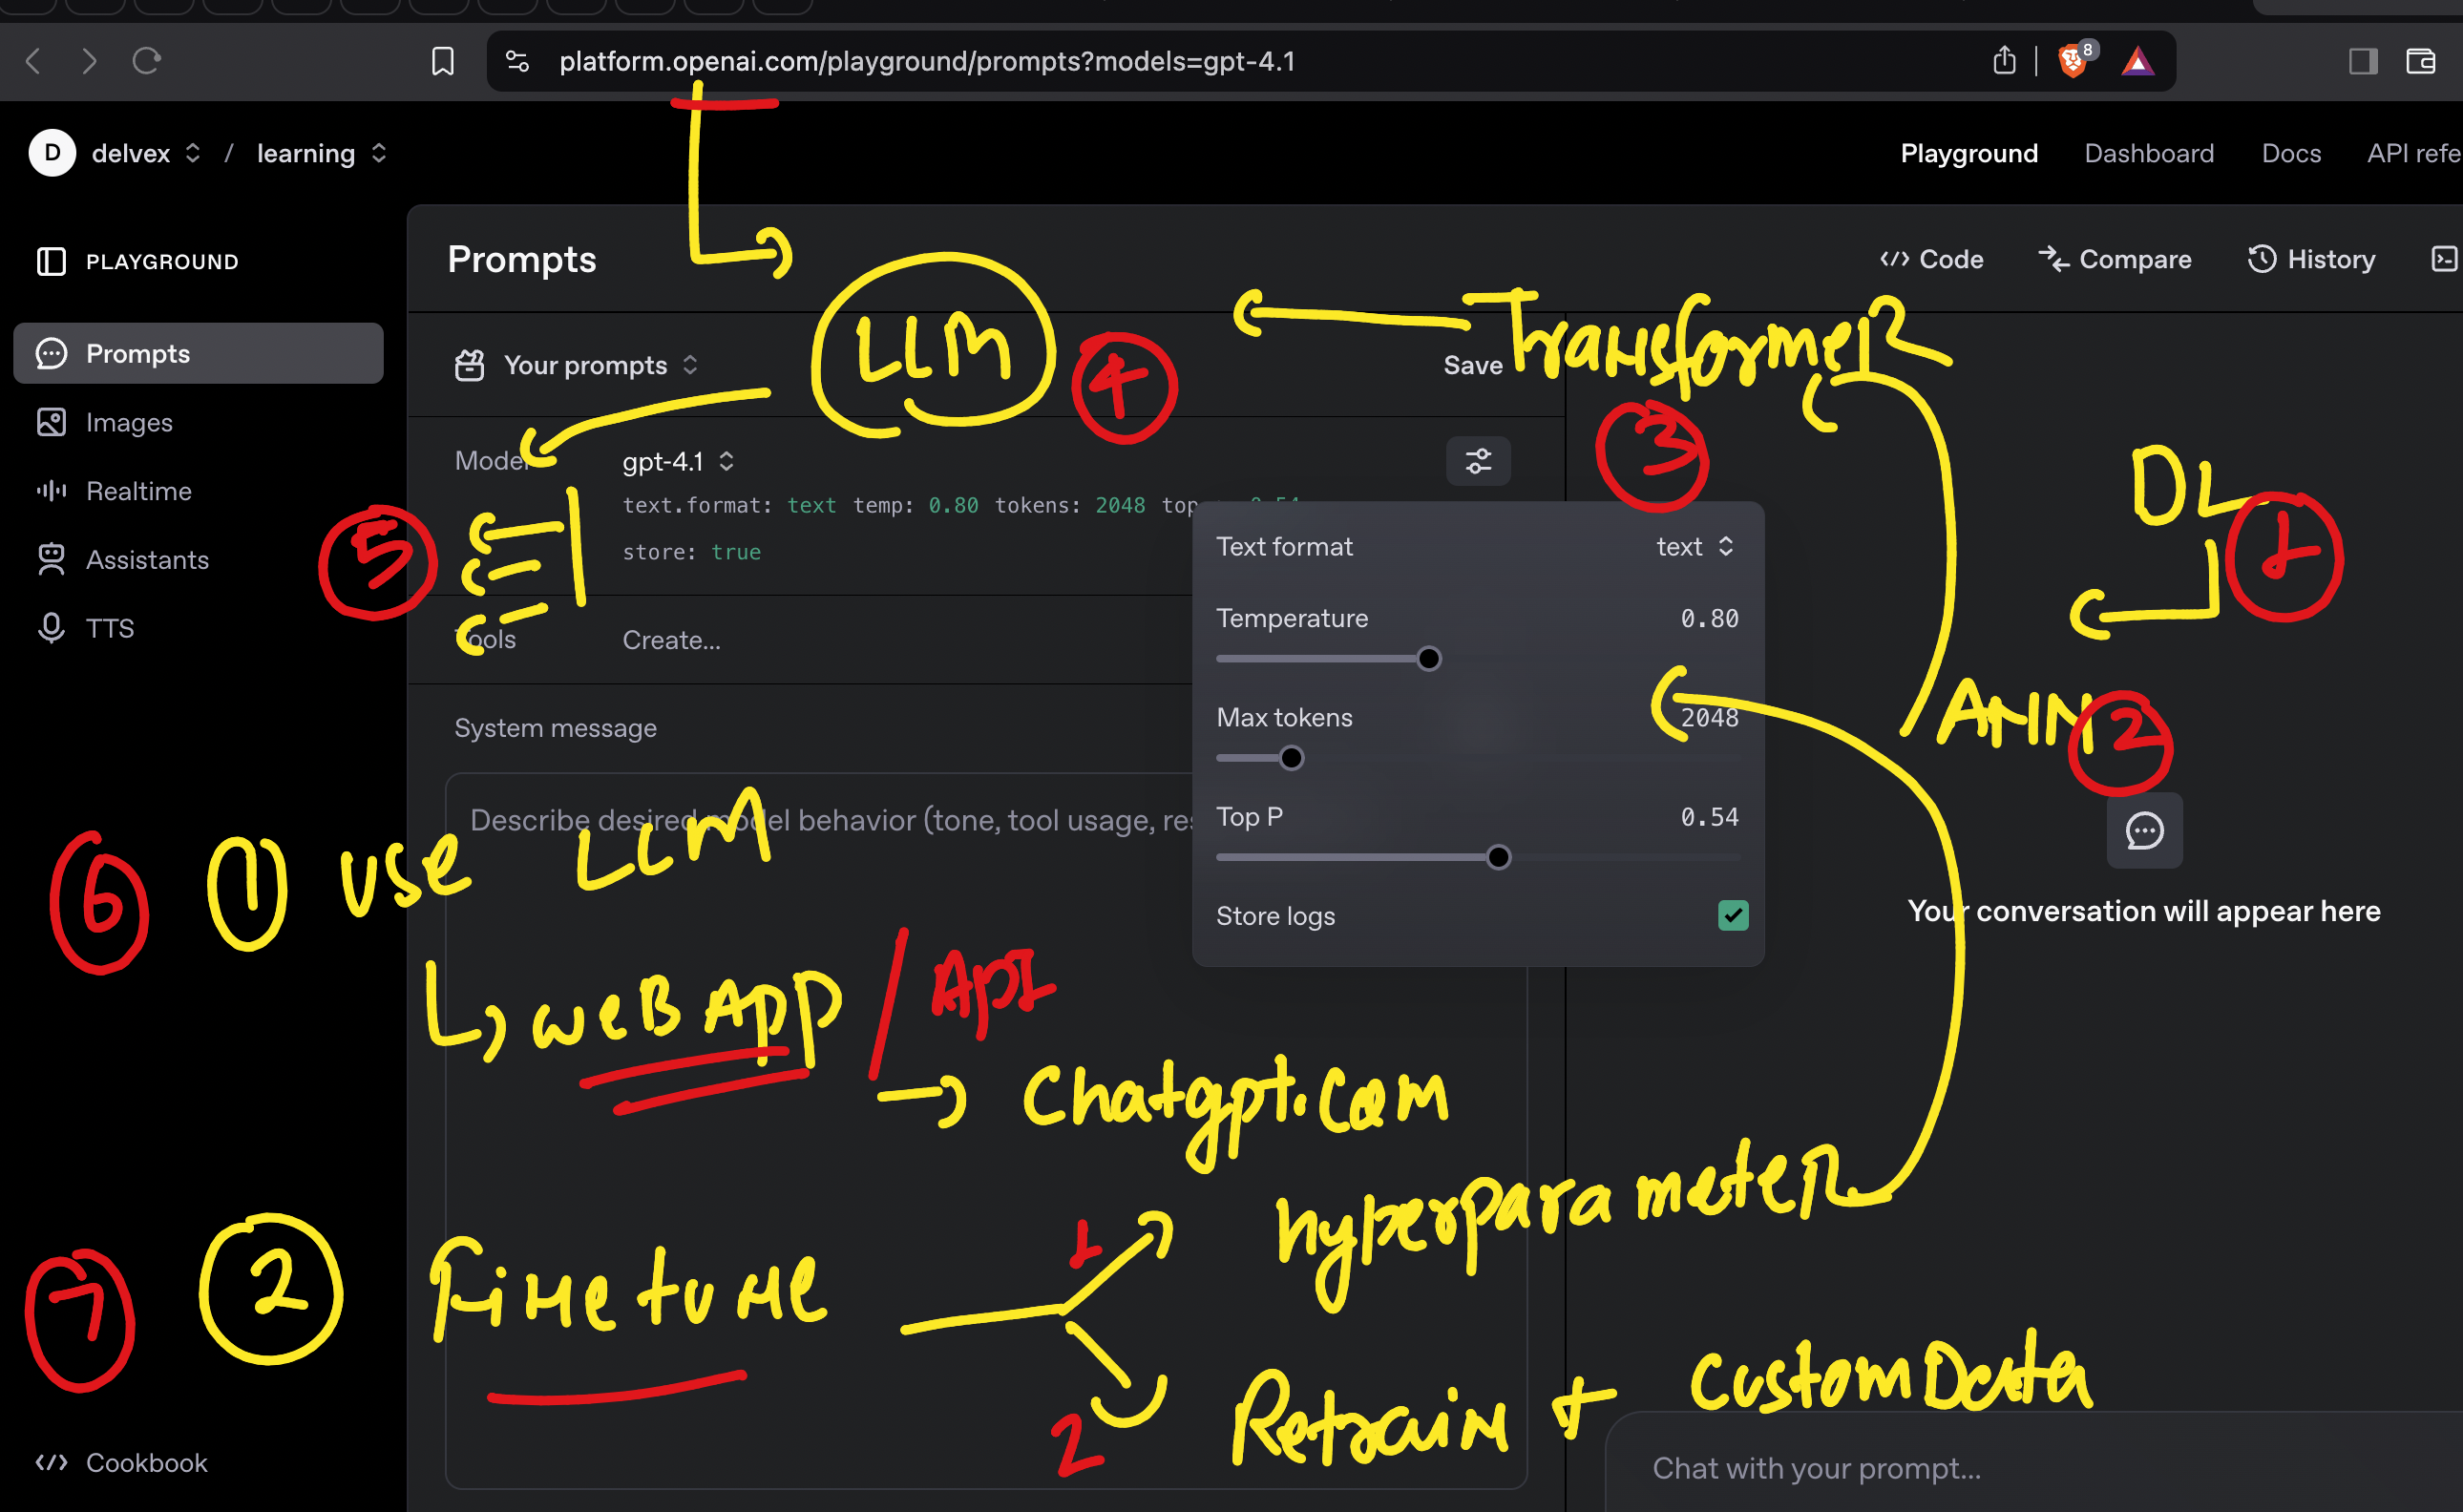 platform.openai.com/playground/prompts?models=gpt-4.1
8
D delvex / learning
Playground Dashboard Docs API refe
PLAYGROUND
Prompts
Images
Realtime
Assistants
TTS
Cookbook
Prompts
Code Compare History
Your prompts
Save
LLM 4
Transformer
3
Model gpt-4.1
text.format: text temp: 0.80 tokens: 2048 top_p: 0.54
store: true
5
DL 1
Tools Create...
Text format text
Temperature 0.80
Max tokens 2048
Top P 0.54
Store logs
ANN 2
System message
Describe desired model behavior (tone, tool usage, res
Your conversation will appear here
6 1 use LLM
web App / API
Chatgpt.com
7 2 Finetune
1 hyperparameter
2 Retrain + Custom Data
Chat with your prompt...